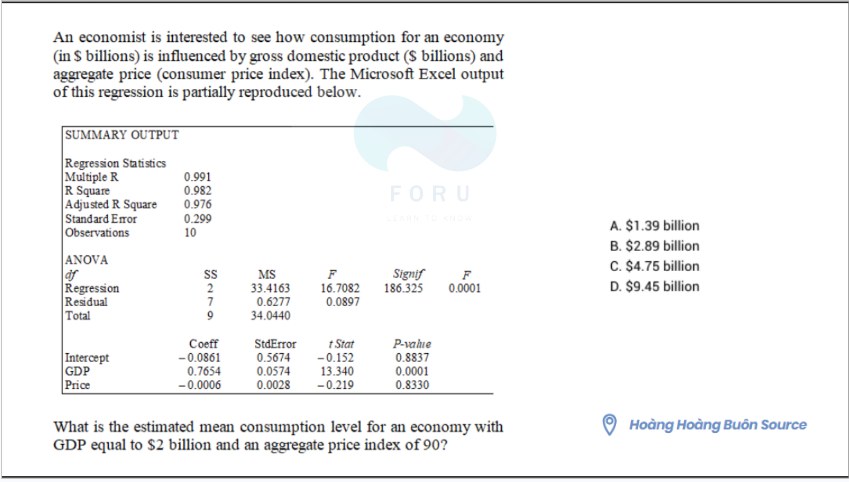 An economist is interested to see how consumption for an economy
(in $ billions) is influenced by gross domestic product ($ billions) and
aggregate price (consumer price index). The Microsoft Excel output
of this regression is partially reproduced below.
SUMMARY OUTPUT
Regression Statistics
Multiple R 0.991
R Square 0.982
Adjusted R Square 0.976
Standard Error 0.299
Observations 10
ANOVA
df SS MS F Signif F
Regression 2 33.4163 16.7082 186.325 0.0001
Residual 7 0.6277 0.0897
Total 9 34.0440
Coeff StdError t Stat P-value
Intercept −0.0861 0.5674 −0.152 0.8837
GDP 0.7654 0.0574 13.340 0.0001
Price −0.0006 0.0028 −0.219 0.8330
What is the estimated mean consumption level for an economy with
GDP equal to $2 billion and an aggregate price index of 90?
FORU
A. $1.39 billion
B. $2.89 billion
C. $4.75 billion
D. $9.45 billion
Hoàng Hoàng Buôn Source